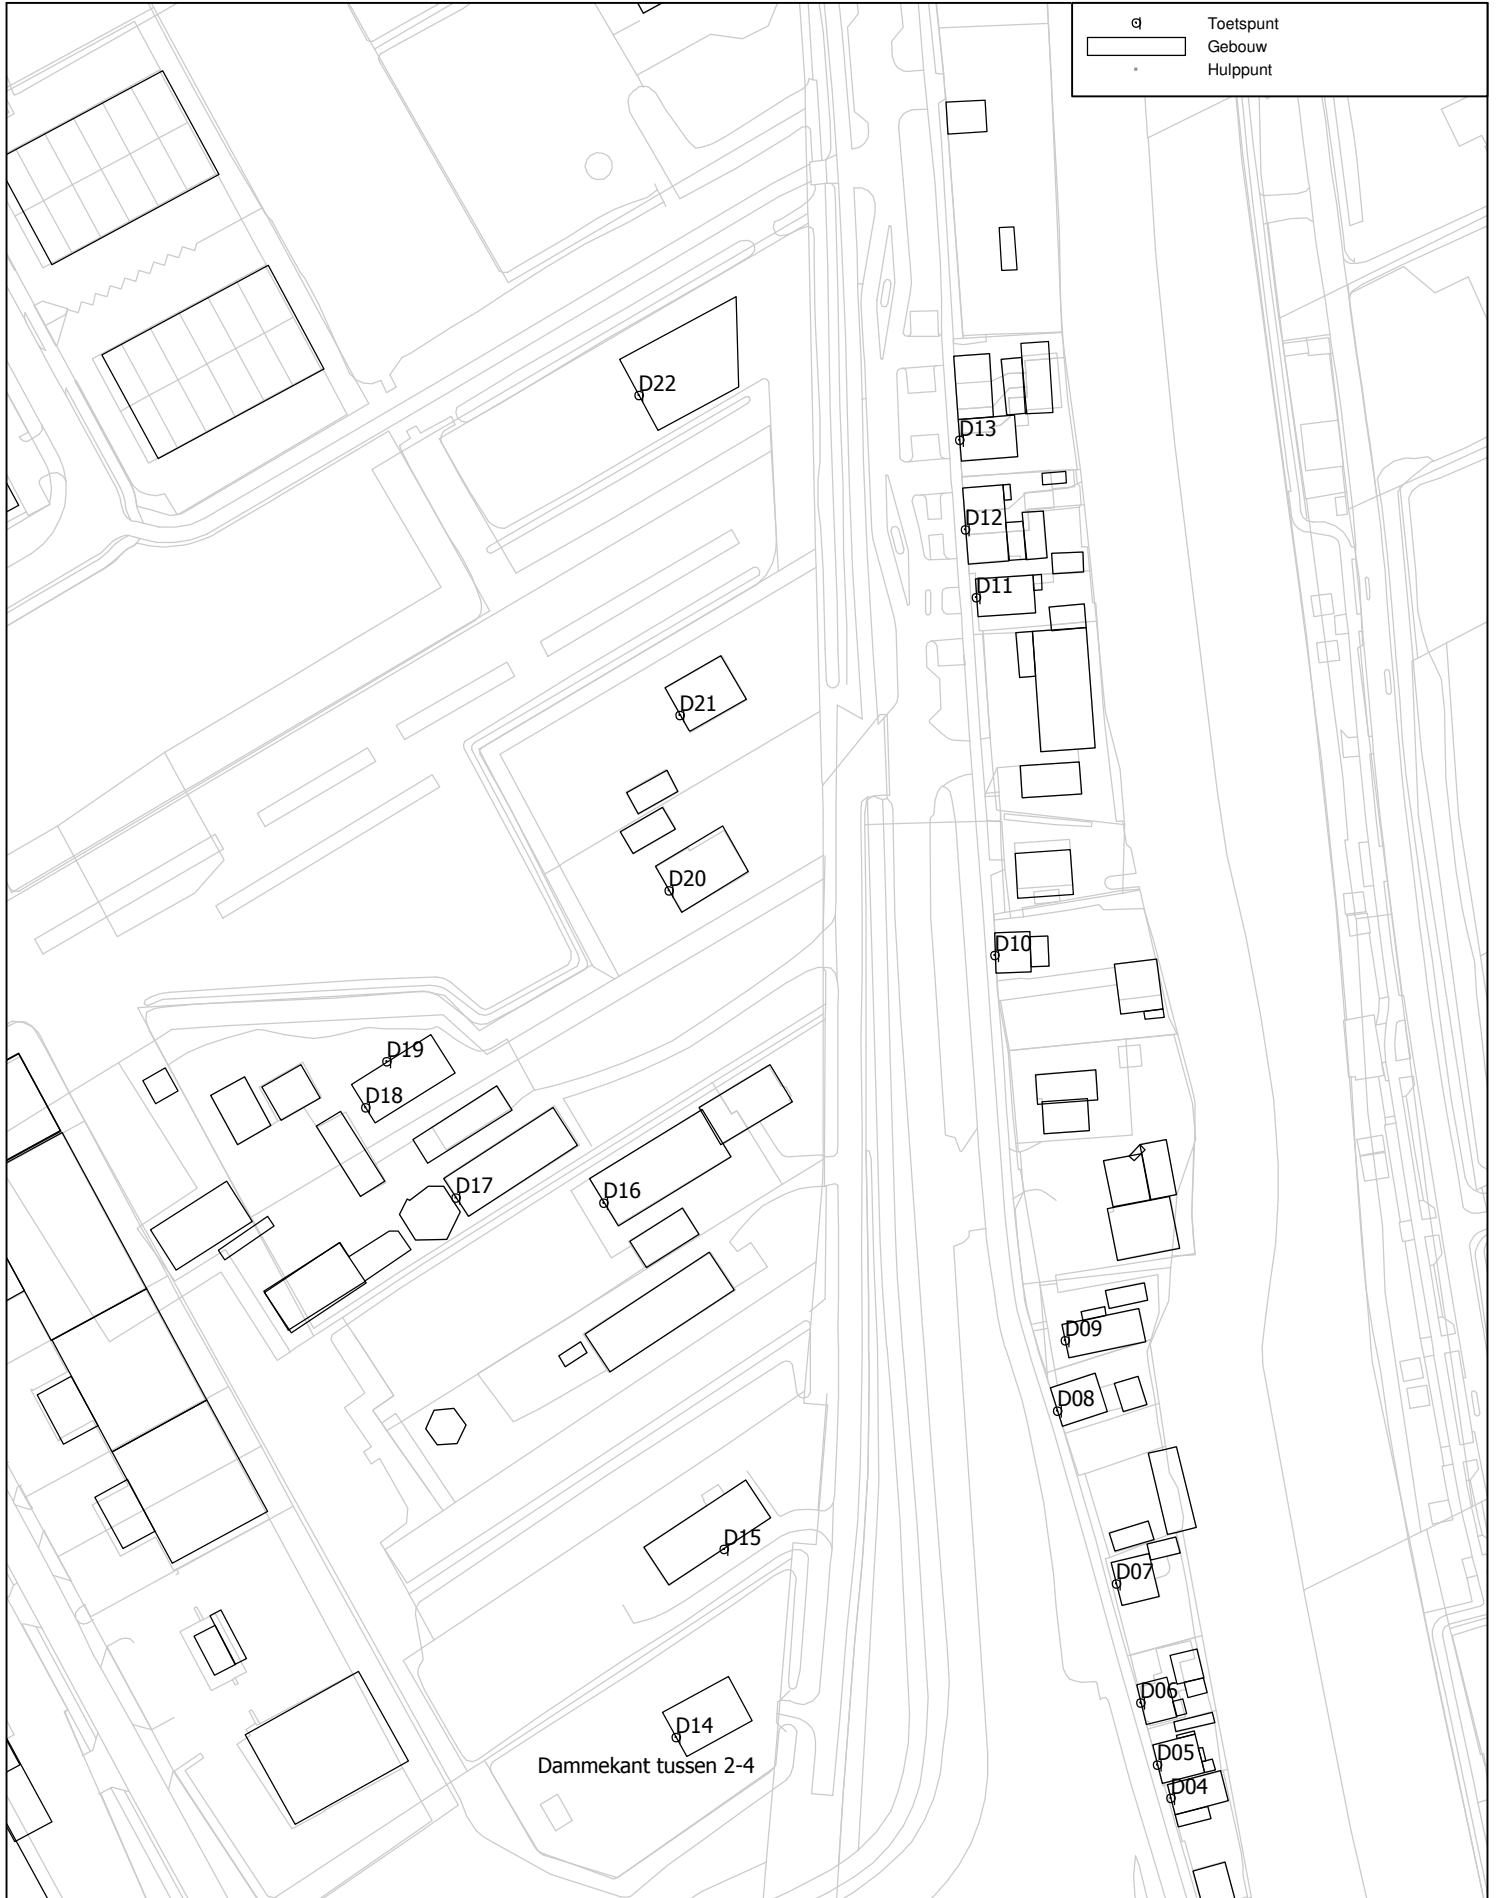 Toetspunt
Gebouw
Hulppunt
D22
D13
D12
D11
D21
D20
D10
D19
D18
D17
D16
D09
D08
D15
D07
D06
D14
D05
Dammekant tussen 2-4
D04